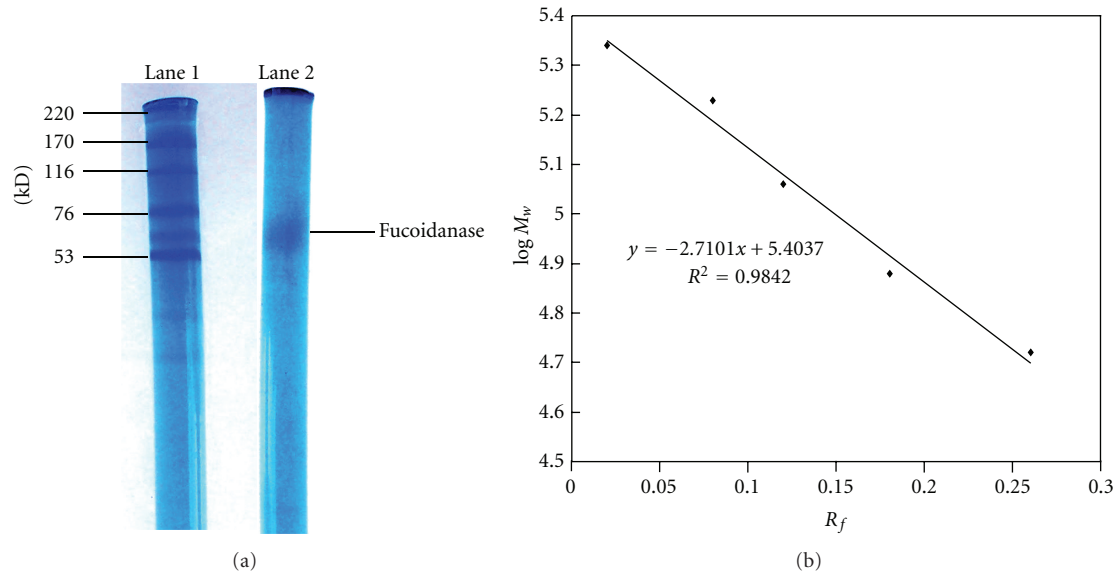 Lane 1
Lane 2
220
170
116
76
53
(kD)
Fucoidanase
(a)
5.4
5.3
5.2
5.1
5
4.9
4.8
4.7
4.6
4.5
log M_w
y = −2.7101x + 5.4037
R² = 0.9842
0
0.05
0.1
0.15
0.2
0.25
0.3
R_f
(b)